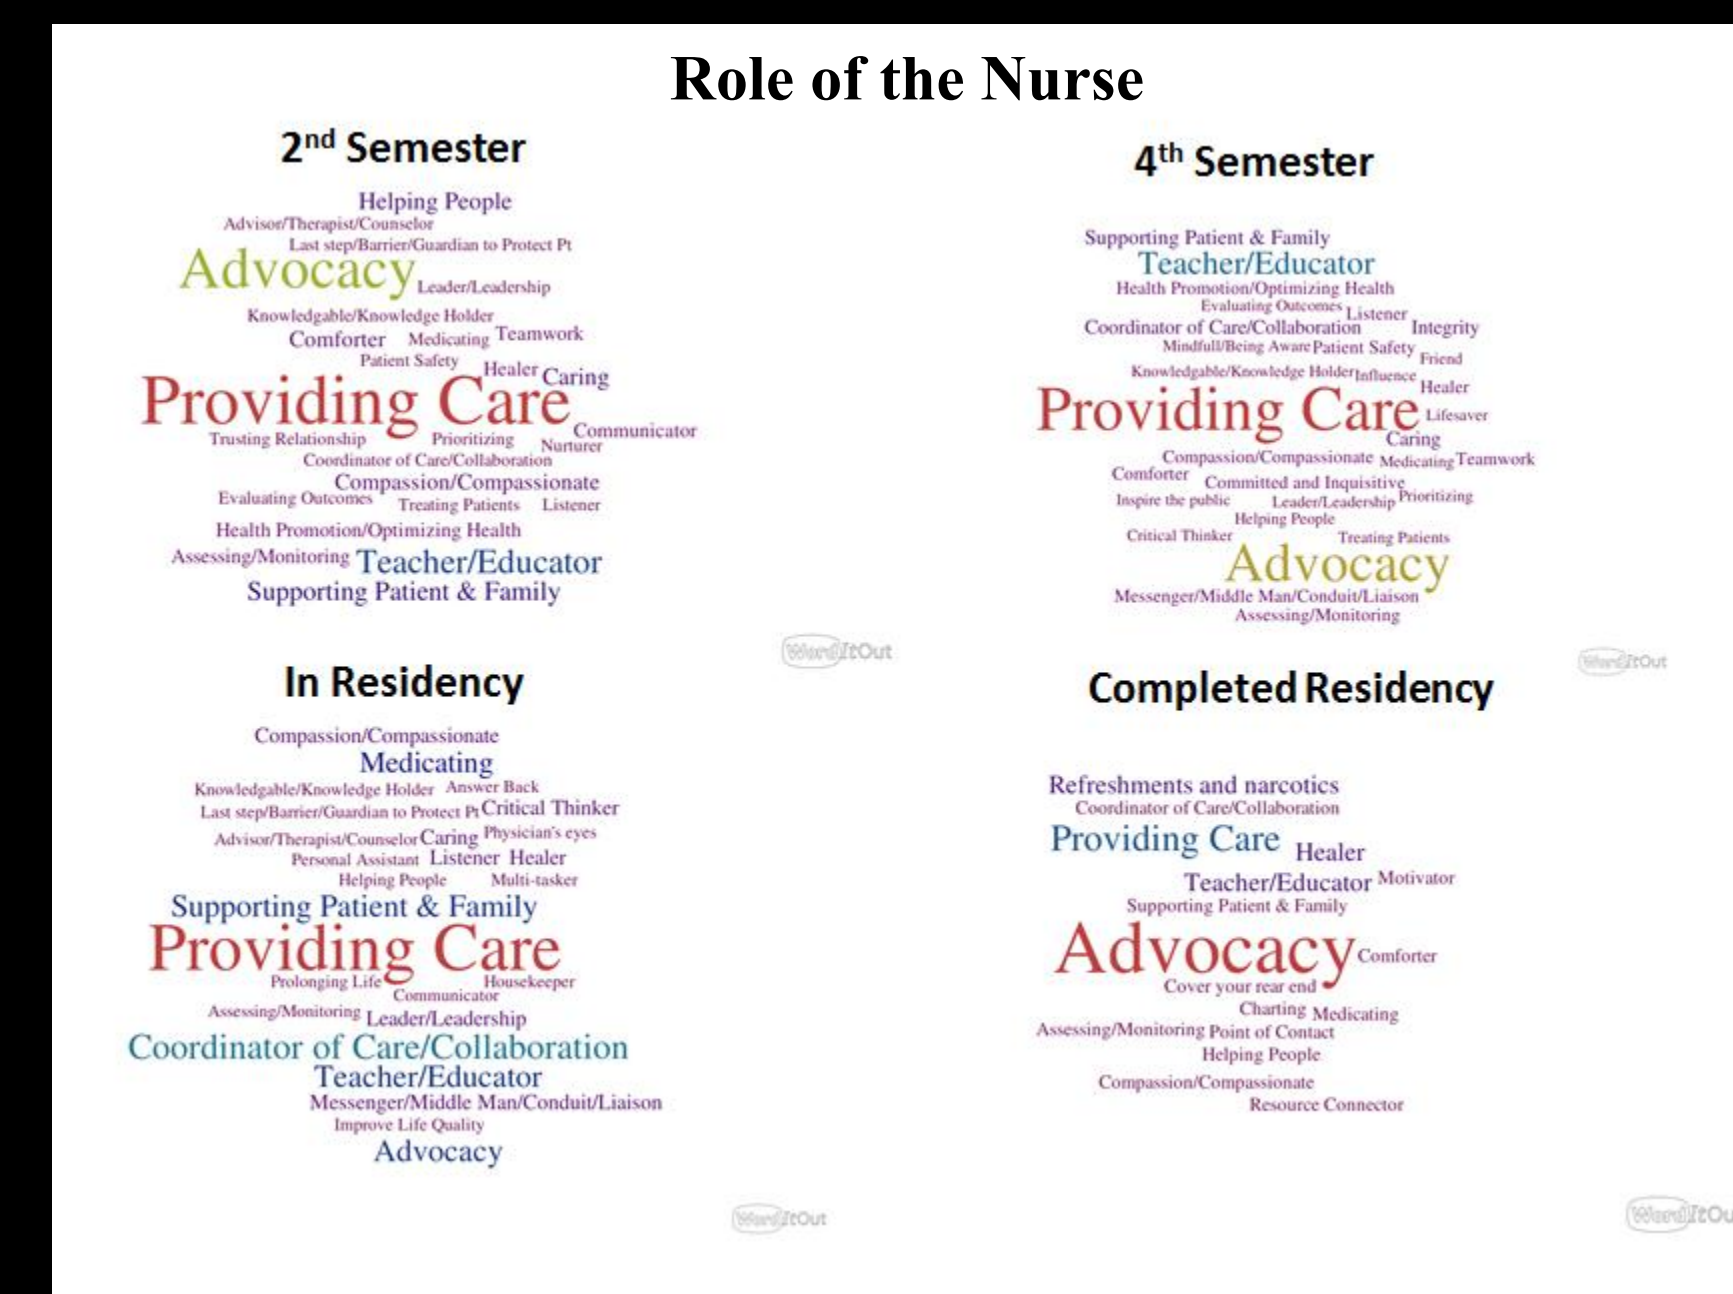 Role of the Nurse
2nd Semester
Helping People
Advisor/Therapist/Counselor
Last step/Barrier/Guardian to Protect Pt
Advocacy Leader/Leadership
Knowledgable/Knowledge Holder
Comforter Medicating Teamwork
Patient Safety Healer Caring
Providing Care
Communicator
Trusting Relationship Prioritizing Nurturer
Coordinator of Care/Collaboration
Compassion/Compassionate
Evaluating Outcomes Treating Patients Listener
Health Promotion/Optimizing Health
Assessing/Monitoring Teacher/Educator
Supporting Patient & Family
WordItOut
4th Semester
Supporting Patient & Family
Teacher/Educator
Health Promotion/Optimizing Health
Evaluating Outcomes Listener
Coordinator of Care/Collaboration Integrity
Mindfull/Being Aware Patient Safety Friend
Knowledgable/Knowledge Holder Influence Healer
Providing Care Lifesaver
Caring
Compassion/Compassionate Medicating Teamwork
Comforter Committed and Inquisitive
Inspire the public Leader/Leadership Prioritizing
Helping People
Critical Thinker Treating Patients
Advocacy
Messenger/Middle Man/Conduit/Liaison
Assessing/Monitoring
WordItOut
In Residency
Compassion/Compassionate
Medicating
Knowledgable/Knowledge Holder Answer Back
Last step/Barrier/Guardian to Protect Pt Critical Thinker
Advisor/Therapist/Counselor Caring Physician's eyes
Personal Assistant Listener Healer
Helping People Multi-tasker
Supporting Patient & Family
Providing Care
Prolonging Life Housekeeper
Communicator
Assessing/Monitoring Leader/Leadership
Coordinator of Care/Collaboration
Teacher/Educator
Messenger/Middle Man/Conduit/Liaison
Improve Life Quality
Advocacy
WordItOut
Completed Residency
Refreshments and narcotics
Coordinator of Care/Collaboration
Providing Care Healer
Teacher/Educator Motivator
Supporting Patient & Family
Advocacy Comforter
Cover your rear end
Charting Medicating
Assessing/Monitoring Point of Contact
Helping People
Compassion/Compassionate
Resource Connector
WordItOu